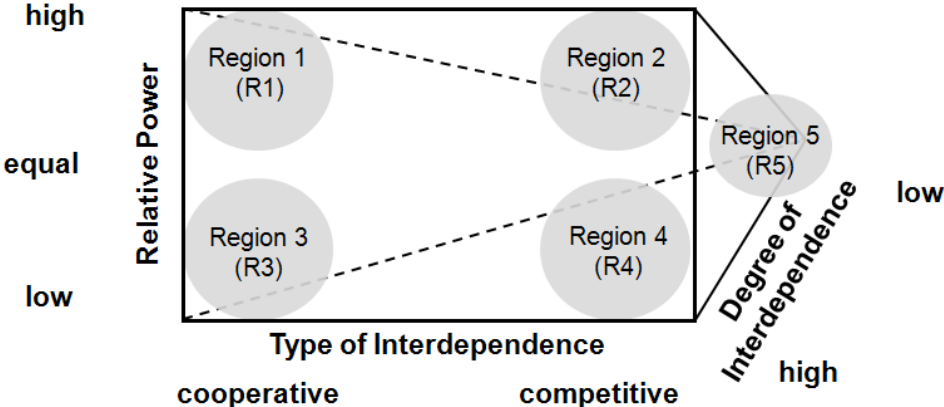 high
Region 1
(R1)
Region 2
(R2)
Relative Power
Region 5
(R5)
equal
low
Region 3
(R3)
Region 4
(R4)
Degree of
Interdependence
low
Type of Interdependence
high
cooperative
competitive